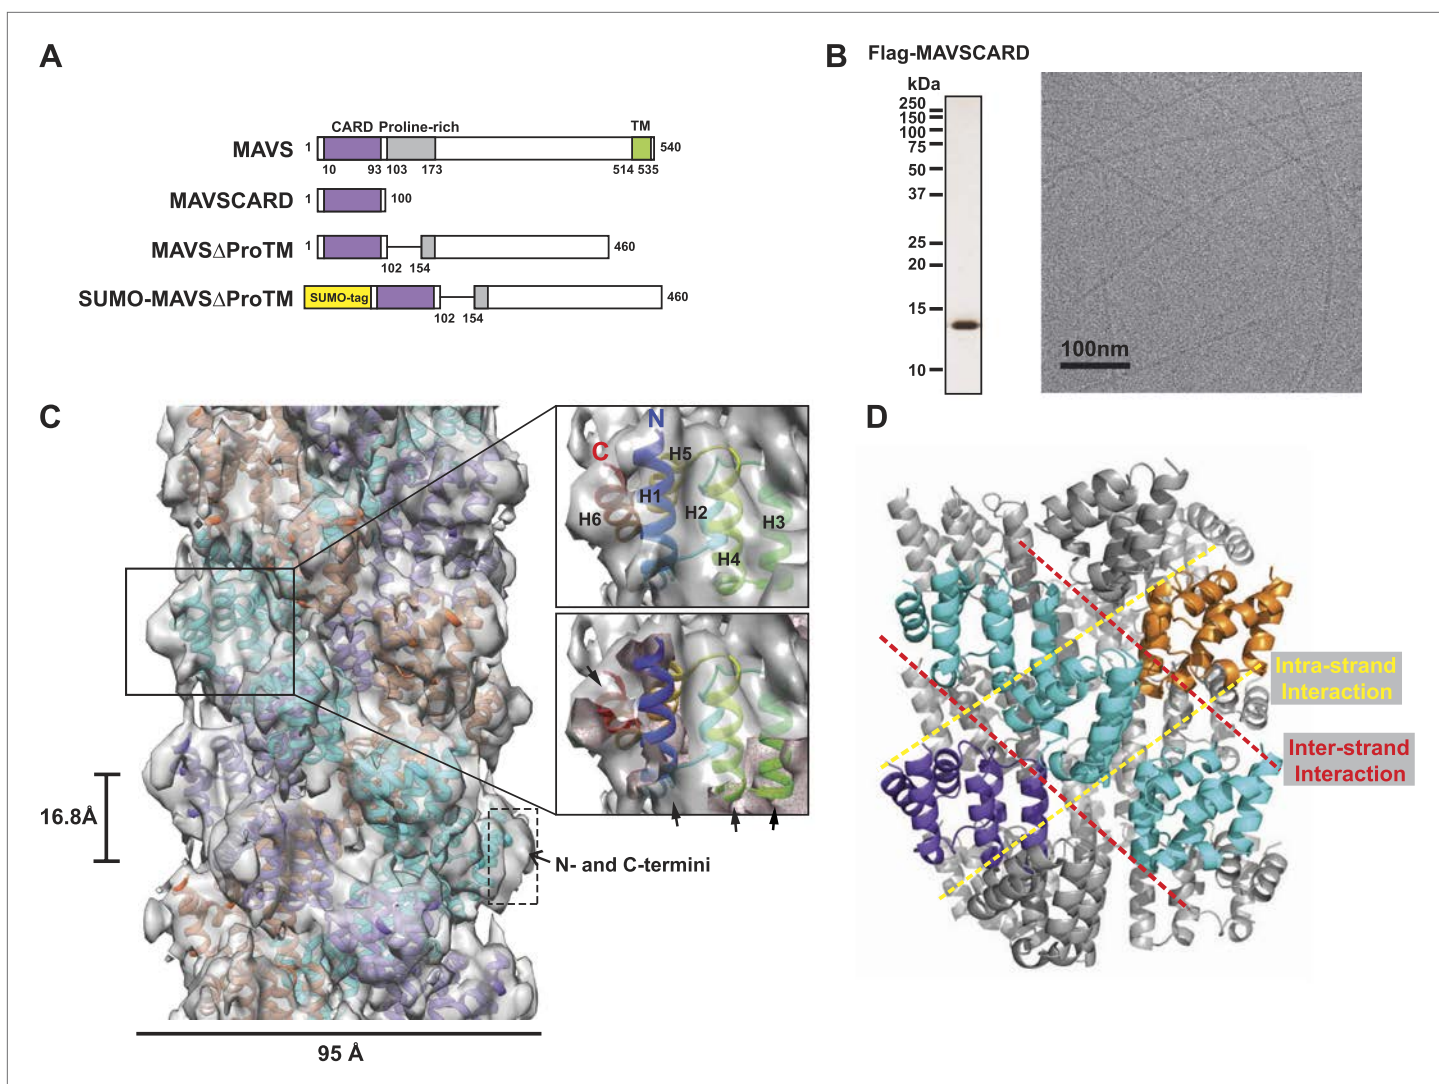 A
CARD Proline-rich TM
MAVS 1 540
10 93 103 173 514 535
MAVSCARD 1 100
MAVSΔProTM 1 460
102 154
SUMO-MAVSΔProTM SUMO-tag 460
102 154
B Flag-MAVSCARD
kDa
250
150
100
75
50
37
25
20
15
10
100nm
C
N
C
H5
H1
H2
H6
H3
H4
16.8Å
N- and C-termini
95 Å
D
Intra-strand
Interaction
Inter-strand
Interaction